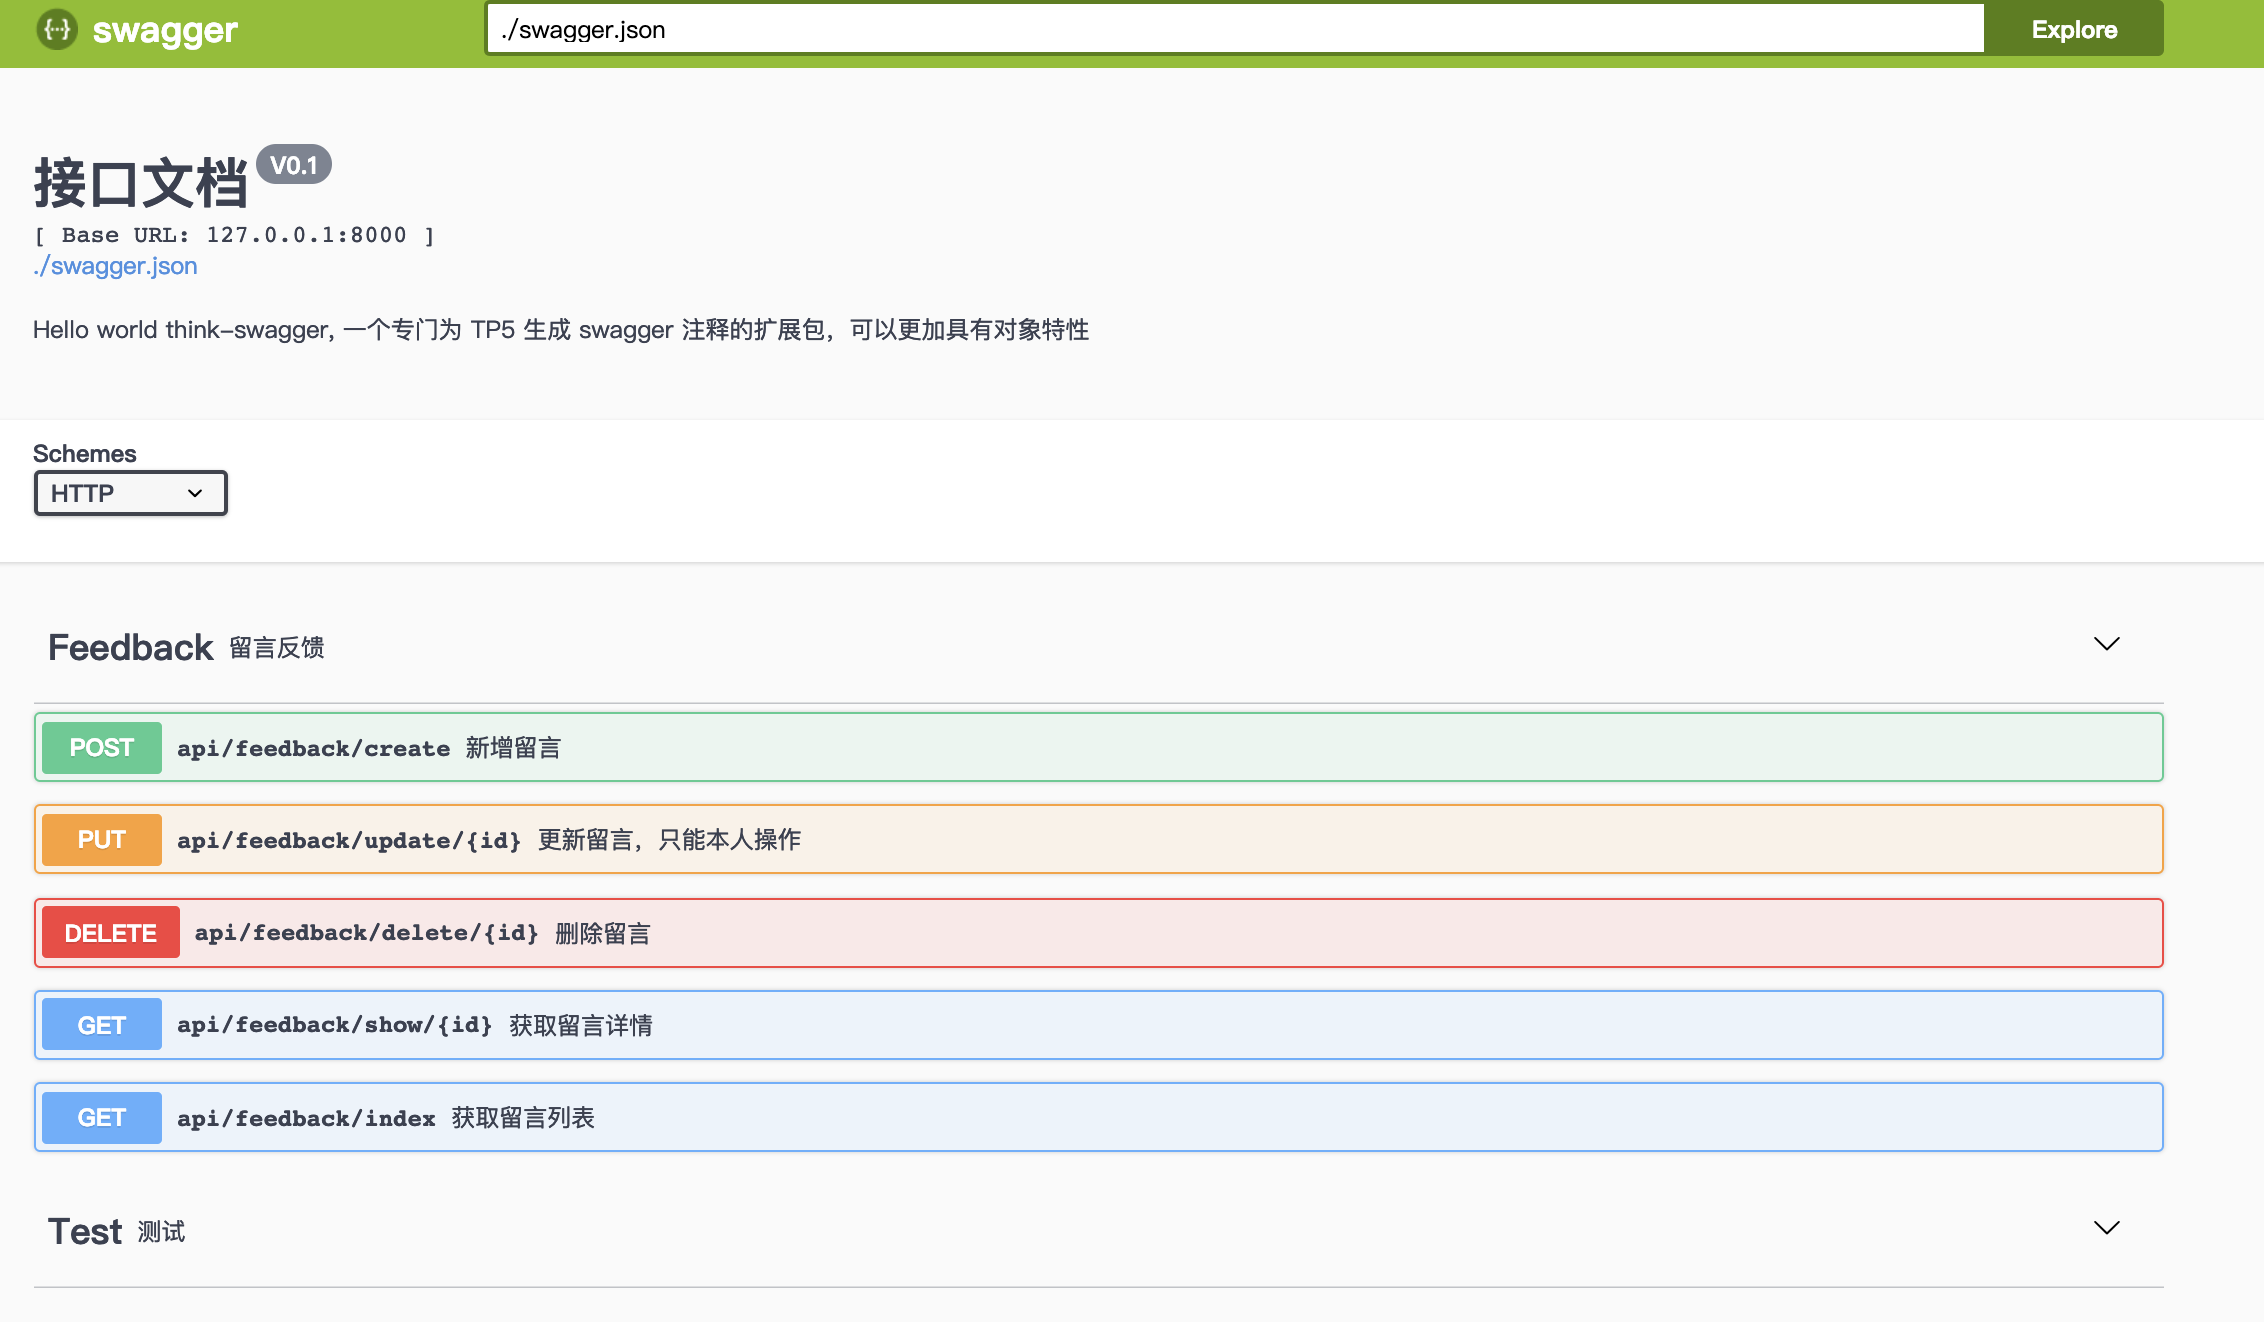 {···} swagger ./swagger.json Explore
接口文档 V0.1
[ Base URL: 127.0.0.1:8000 ]
./swagger.json
Hello world think-swagger, 一个专门为 TP5 生成 swagger 注释的扩展包，可以更加具有对象特性
Schemes
HTTP
Feedback 留言反馈
POST api/feedback/create 新增留言
PUT api/feedback/update/{id} 更新留言，只能本人操作
DELETE api/feedback/delete/{id} 删除留言
GET api/feedback/show/{id} 获取留言详情
GET api/feedback/index 获取留言列表
Test 测试